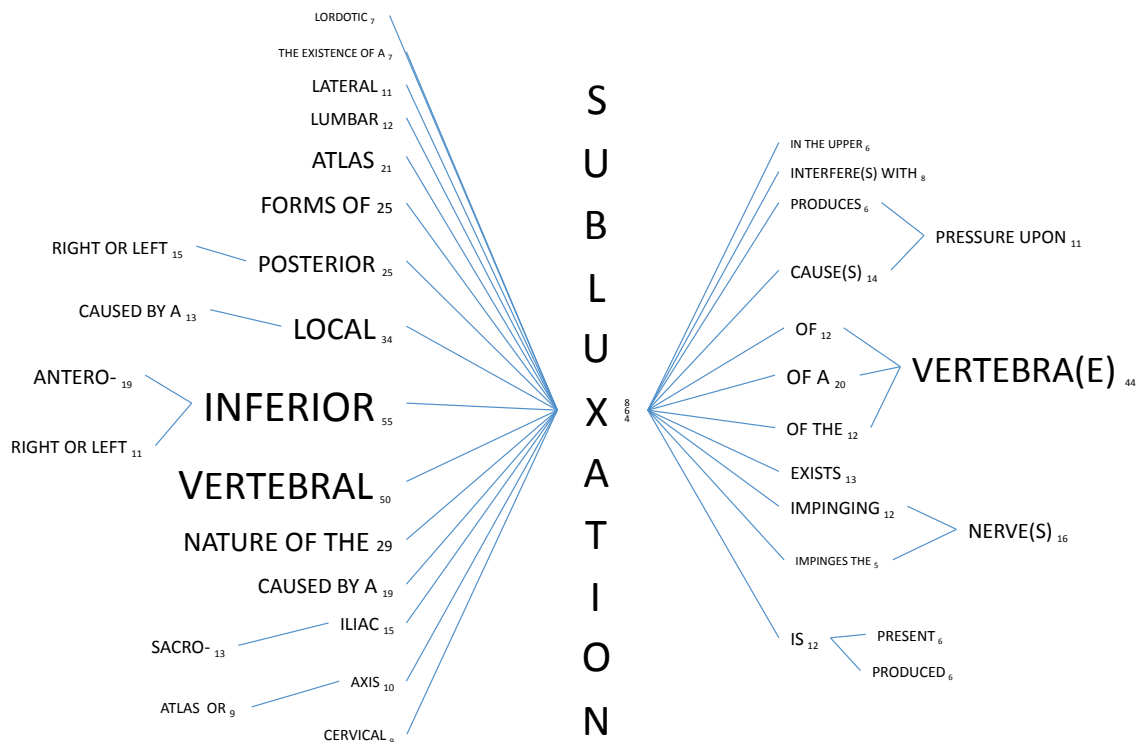 LORDOTIC 7
THE EXISTENCE OF A 7
LATERAL 11
LUMBAR 12
ATLAS 21
FORMS OF 25
RIGHT OR LEFT 15
POSTERIOR 25
CAUSED BY A 13
LOCAL 34
ANTERO- 19
INFERIOR 55
RIGHT OR LEFT 11
VERTEBRAL 50
NATURE OF THE 29
CAUSED BY A 19
ILIAC 15
SACRO- 13
AXIS 10
ATLAS OR 9
CERVICAL 9
S
U
B
L
U
X
A
T
I
O
N
8
6
4
IN THE UPPER 6
INTERFERE(S) WITH 8
PRODUCES 6
PRESSURE UPON 11
CAUSE(S) 14
OF 12
OF A 20
VERTEBRA(E) 44
OF THE 12
EXISTS 13
IMPINGING 12
NERVE(S) 16
IMPINGES THE 5
IS 12
PRESENT 6
PRODUCED 6